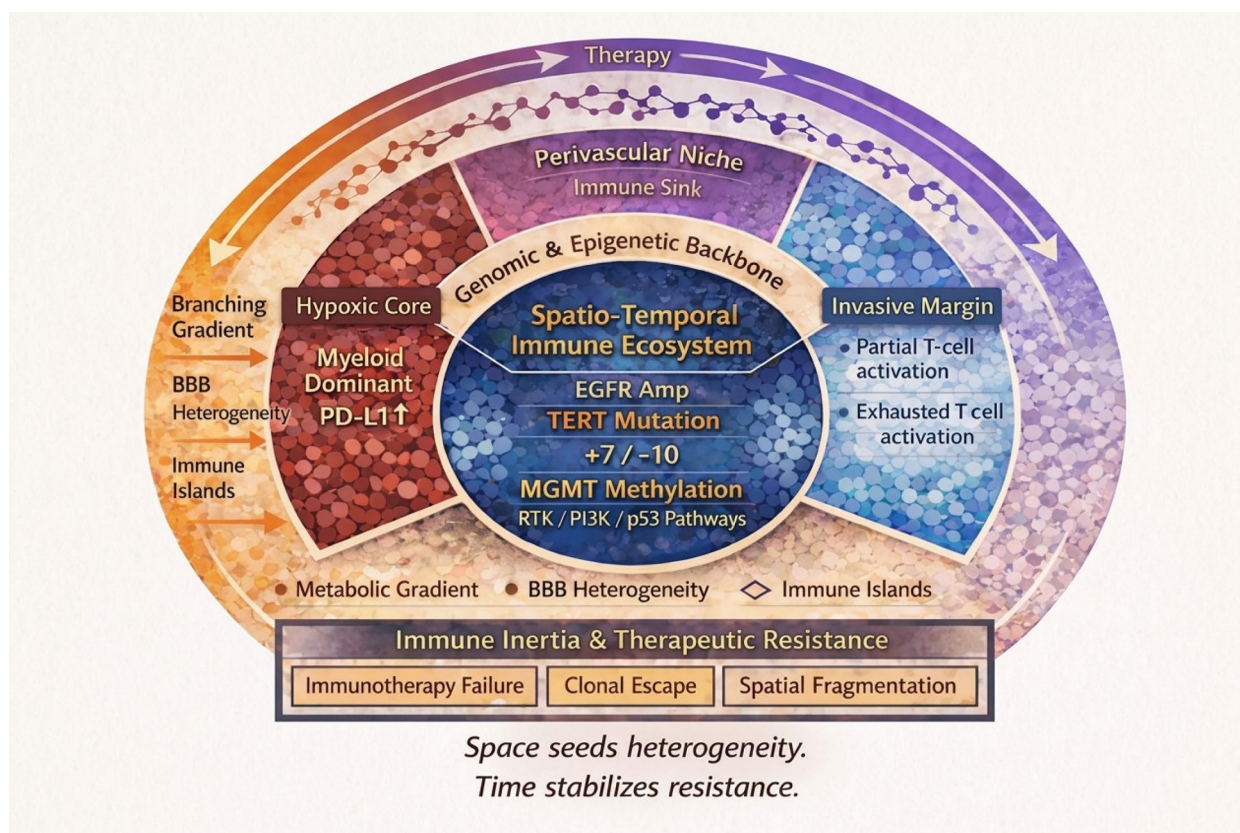 Therapy
Perivascular Niche
Immune Sink
Genomic & Epigenetic Backbone
Branching
Gradient
BBB
Heterogeneity
Immune
Islands
Hypoxic Core
Myeloid
Dominant
PD-L1↑
Spatio-Temporal
Immune Ecosystem
EGFR Amp
TERT Mutation
+7 / -10
MGMT Methylation
RTK / PI3K / p53 Pathways
Invasive Margin
• Partial T-cell
activation
• Exhausted T cell
activation
• Metabolic Gradient • BBB Heterogeneity ◇ Immune Islands
Immune Inertia & Therapeutic Resistance
Immunotherapy Failure Clonal Escape Spatial Fragmentation
Space seeds heterogeneity.
Time stabilizes resistance.